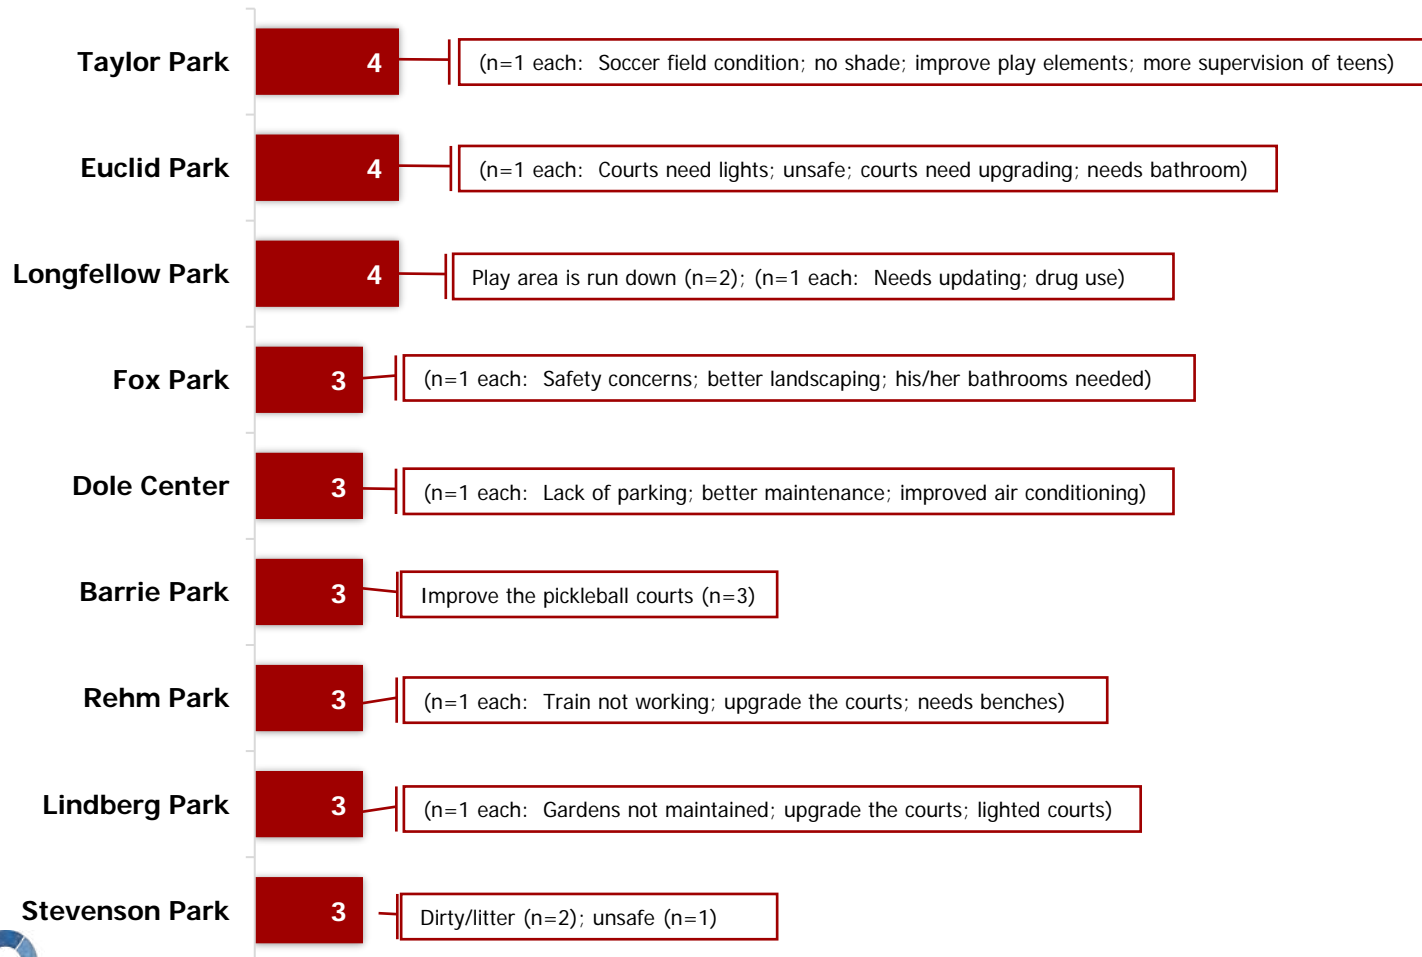 Taylor Park 4 (n=1 each: Soccer field condition; no shade; improve play elements; more supervision of teens)
Euclid Park 4 (n=1 each: Courts need lights; unsafe; courts need upgrading; needs bathroom)
Longfellow Park 4 Play area is run down (n=2); (n=1 each: Needs updating; drug use)
Fox Park 3 (n=1 each: Safety concerns; better landscaping; his/her bathrooms needed)
Dole Center 3 (n=1 each: Lack of parking; better maintenance; improved air conditioning)
Barrie Park 3 Improve the pickleball courts (n=3)
Rehm Park 3 (n=1 each: Train not working; upgrade the courts; needs benches)
Lindberg Park 3 (n=1 each: Gardens not maintained; upgrade the courts; lighted courts)
Stevenson Park 3 Dirty/litter (n=2); unsafe (n=1)